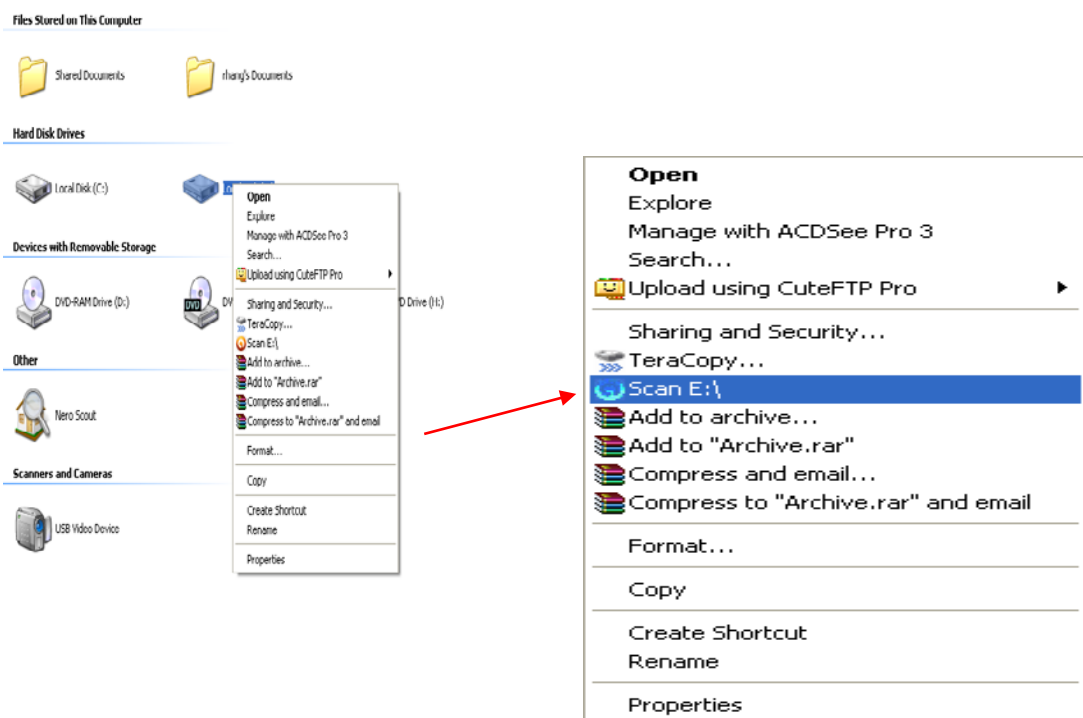 Files Stored on This Computer
Shared Documents
rhang's Documents
Hard Disk Drives
Local Disk (C:)
Devices with Removable Storage
DVD-RAM Drive (D:)
DV
D Drive (H:)
Other
Nero Scout
Scanners and Cameras
USB Video Device
Open
Explore
Manage with ACDSee Pro 3
Search...
Upload using CuteFTP Pro
Sharing and Security...
TeraCopy...
Scan E:\
Add to archive...
Add to "Archive.rar"
Compress and email...
Compress to "Archive.rar" and email
Format...
Copy
Create Shortcut
Rename
Properties
Open
Explore
Manage with ACDSee Pro 3
Search...
Upload using CuteFTP Pro
Sharing and Security...
TeraCopy...
Scan E:\
Add to archive...
Add to "Archive.rar"
Compress and email...
Compress to "Archive.rar" and email
Format...
Copy
Create Shortcut
Rename
Properties